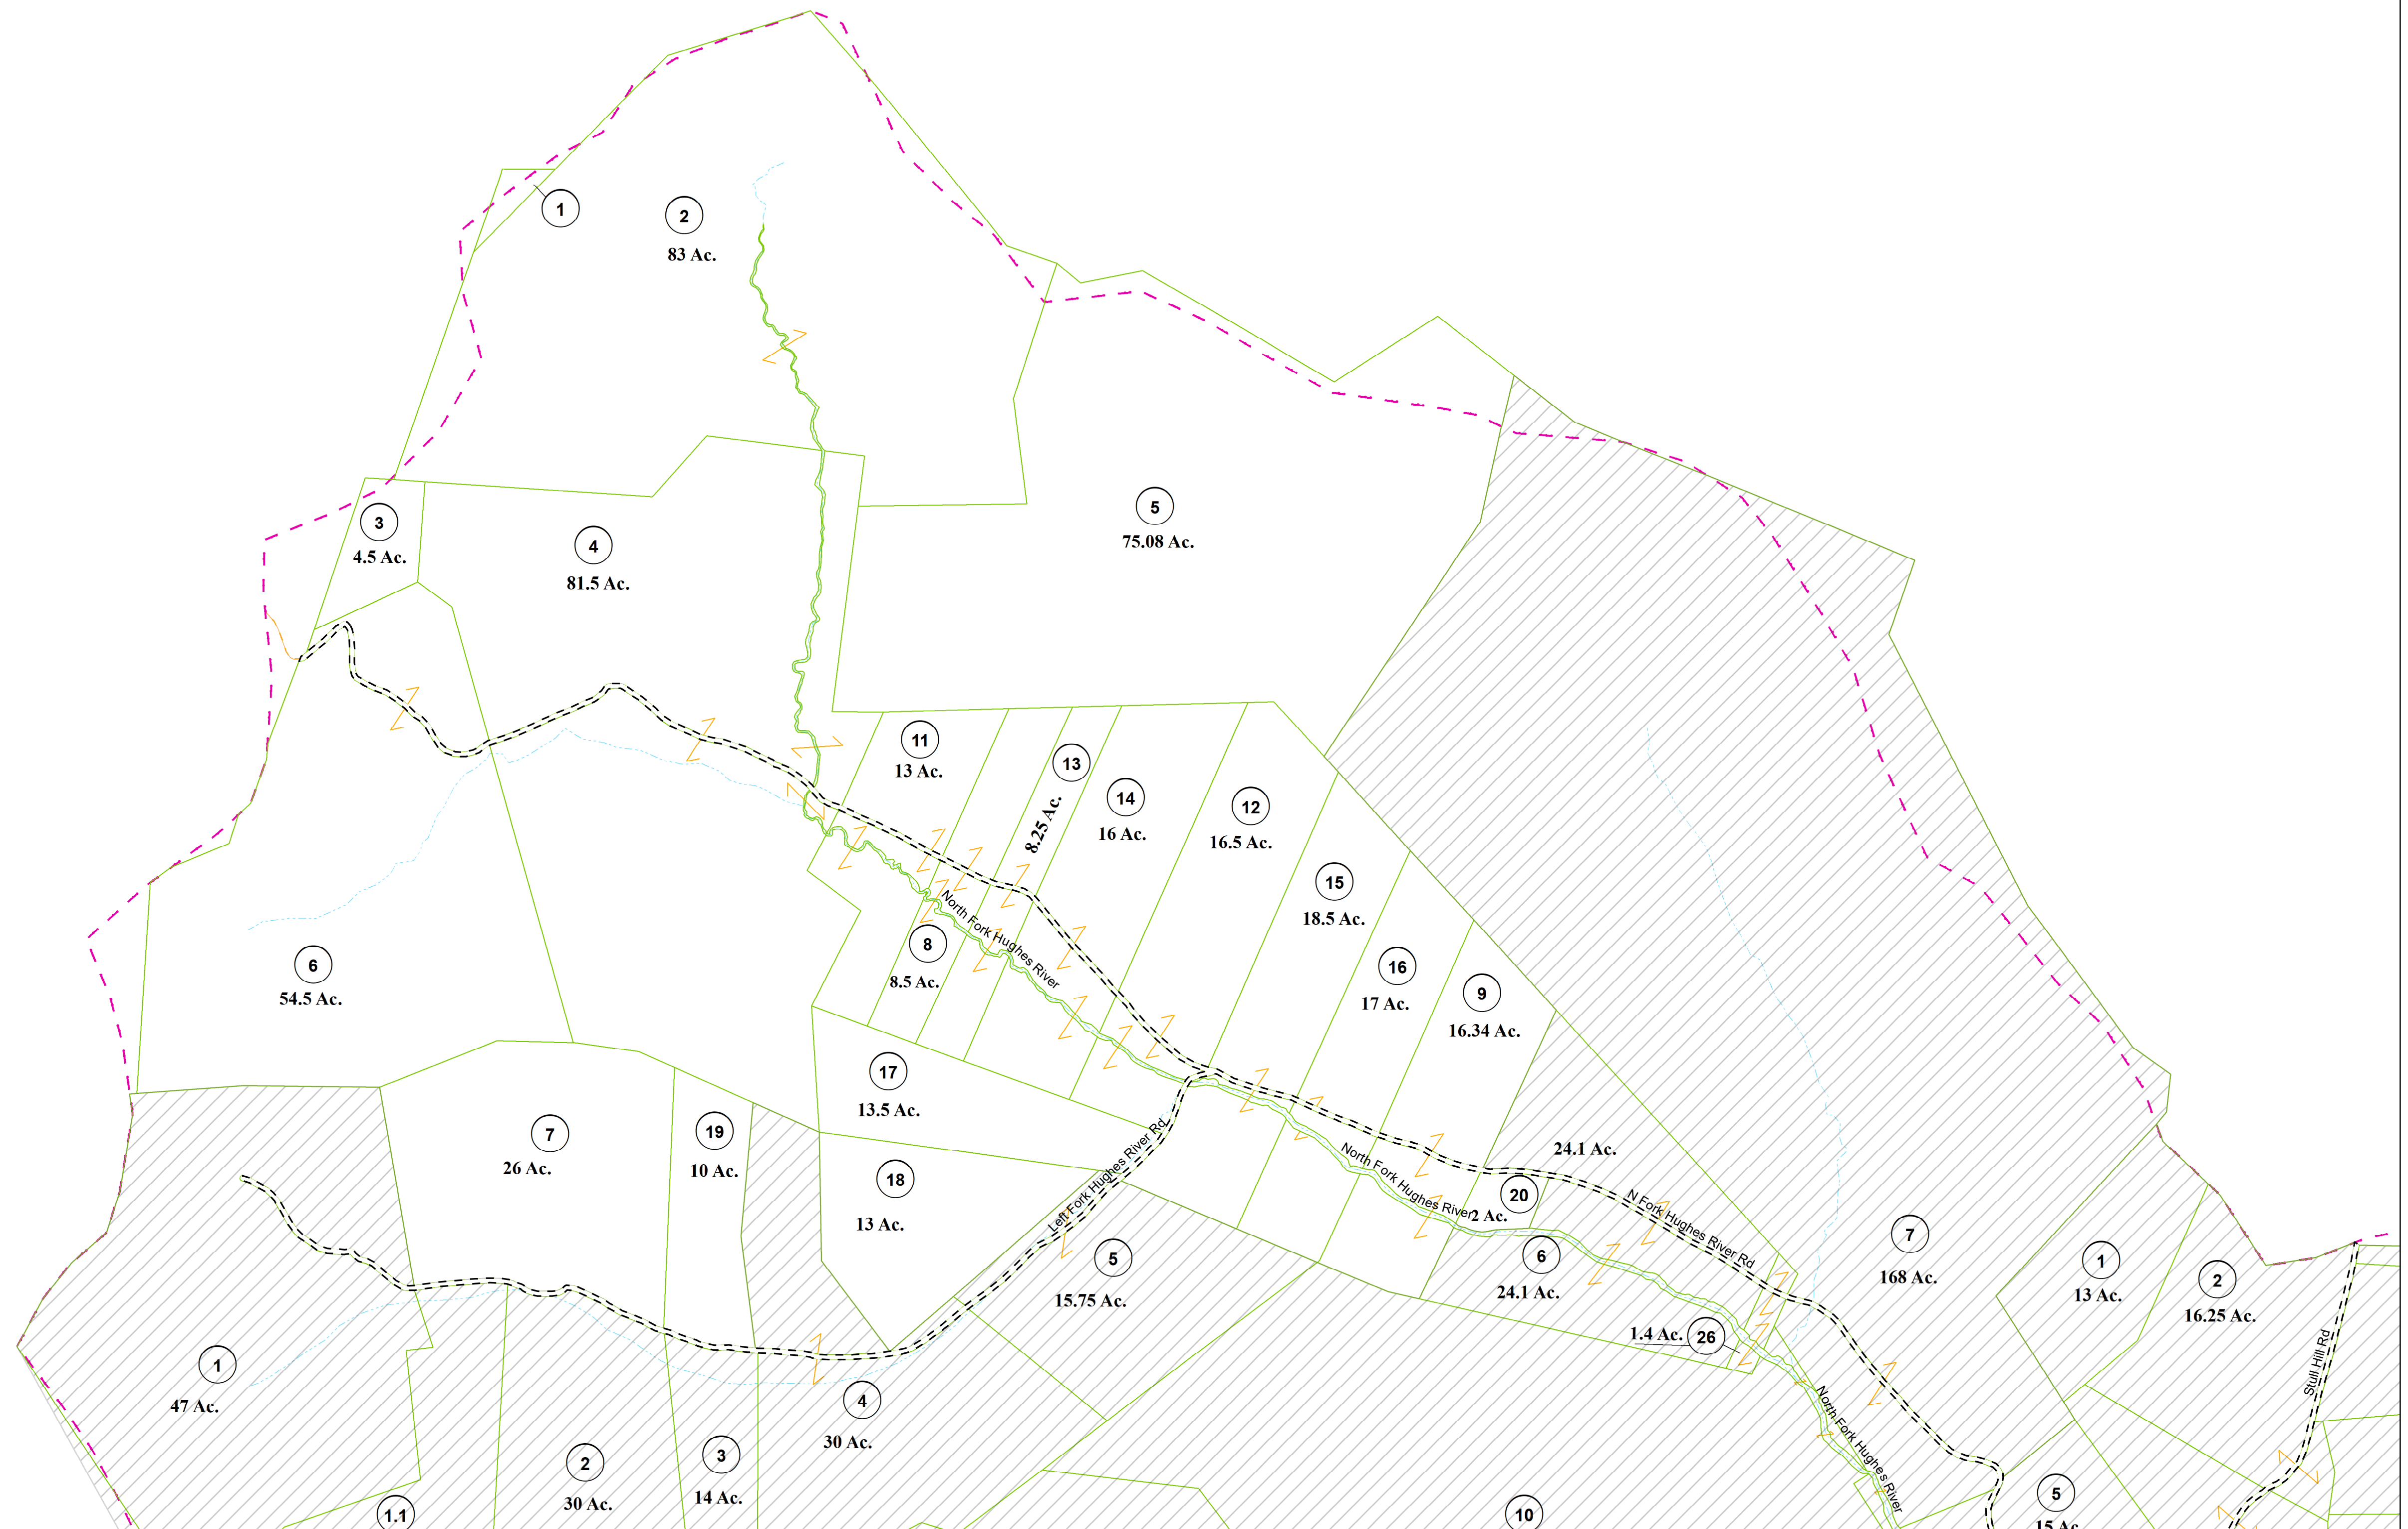 1
2
83 Ac.
3
4.5 Ac.
4
81.5 Ac.
5
75.08 Ac.
11
13 Ac.
13
8.25 Ac.
14
16 Ac.
12
16.5 Ac.
15
18.5 Ac.
16
17 Ac.
9
16.34 Ac.
6
54.5 Ac.
8
8.5 Ac.
North Fork Hughes River
17
13.5 Ac.
7
26 Ac.
19
10 Ac.
18
13 Ac.
Left Fork Hughes River Rd
North Fork Hughes River
24.1 Ac.
20
2 Ac.
N Fork Hughes River Rd
6
24.1 Ac.
7
168 Ac.
1
13 Ac.
2
16.25 Ac.
5
15.75 Ac.
1.4 Ac.
26
Stull Hill Rd
1
47 Ac.
4
30 Ac.
North Fork Hughes River
2
30 Ac.
3
14 Ac.
1.1
10
5
15 Ac.